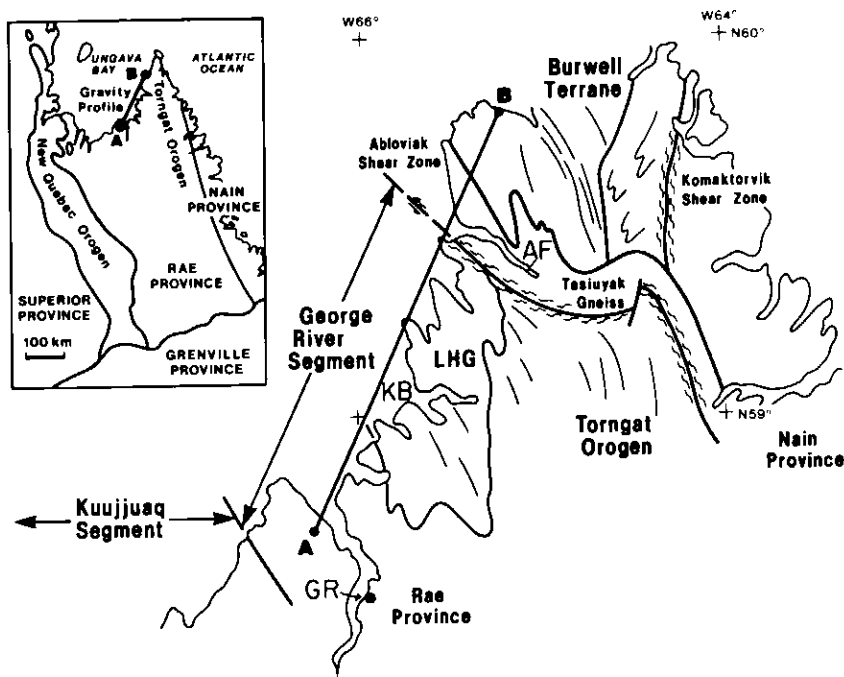 UNGAVA
BAY
ATLANTIC
OCEAN
B
Gravity
Profile
A
Torngat Orogen
New Quebec Orogen
NAIN
PROVINCE
RAE
PROVINCE
SUPERIOR
PROVINCE
100 km
GRENVILLE
PROVINCE
W66°
W64°
N60°
Burwell
Terrane
B
Abloviak
Shear Zone
Komaktorvik
Shear Zone
AF
Tasiuyak
Gneiss
George
River
Segment
LHG
KB
N59°
Torngat
Orogen
Nain
Province
Kuujjuaq
Segment
A
GR
Rae
Province